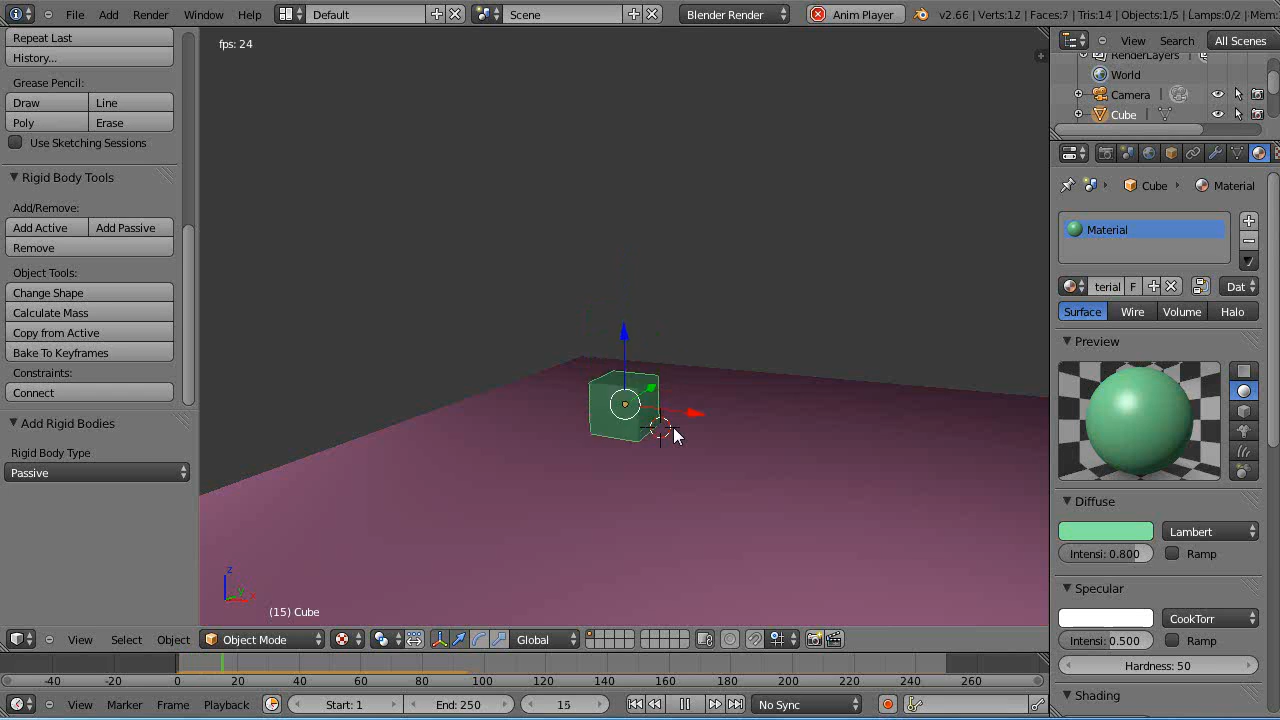 File Add Render Window Help Default Scene Blender Render Anim Player v2.66 | Verts:12 | Faces:7 | Tris:14 | Objects:1/5 | Lamps:0/2 |
Repeat Last
History...
Grease Pencil:
Draw Line
Poly Erase
Use Sketching Sessions
Rigid Body Tools
Add/Remove:
Add Active Add Passive
Remove
Object Tools:
Change Shape
Calculate Mass
Copy from Active
Bake To Keyframes
Constraints:
Connect
Add Rigid Bodies
Rigid Body Type
Passive
fps: 24
z
y
x
(15) Cube
View Select Object Object Mode Global
-40 -20 0 20 40 60 80 100 120 140 160 180 200 220 240 260
View Marker Frame Playback Start: 1 End: 250 15 No Sync
View Search All Scenes
RenderLayers
World
Camera
Cube
Cube Material
Material
terial F Dat
Surface Wire Volume Halo
Preview
Diffuse
Lambert
Intensi: 0.800 Ramp
Specular
CookTorr
Intensi: 0.500 Ramp
Hardness: 50
Shading